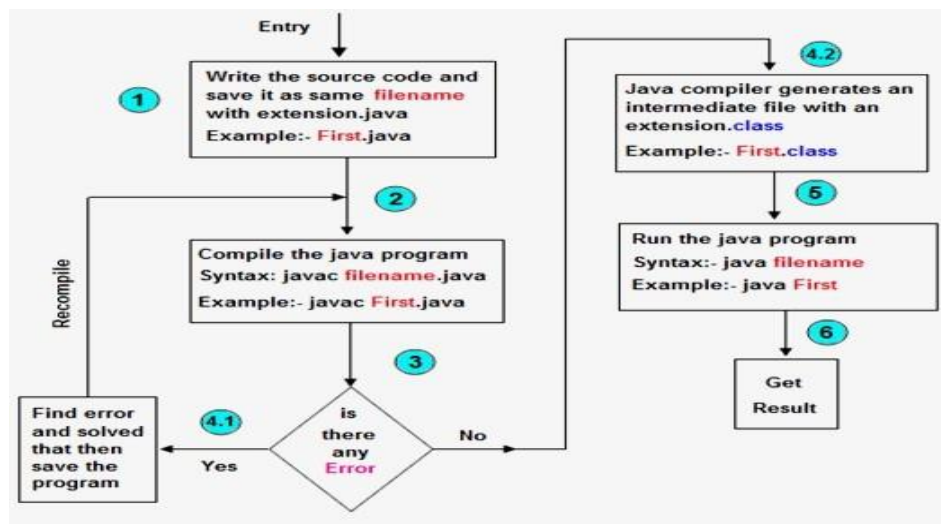 Entry
1
Write the source code and
save it as same filename
with extension.java
Example:- First.java
2
Compile the java program
Syntax: javac filename.java
Example:- javac First.java
Recompile
3
is
there
any
Error
4.1
Yes
Find error
and solved
that then
save the
program
No
4.2
Java compiler generates an
intermediate file with an
extension.class
Example:- First.class
5
Run the java program
Syntax:- java filename
Example:- java First
6
Get
Result